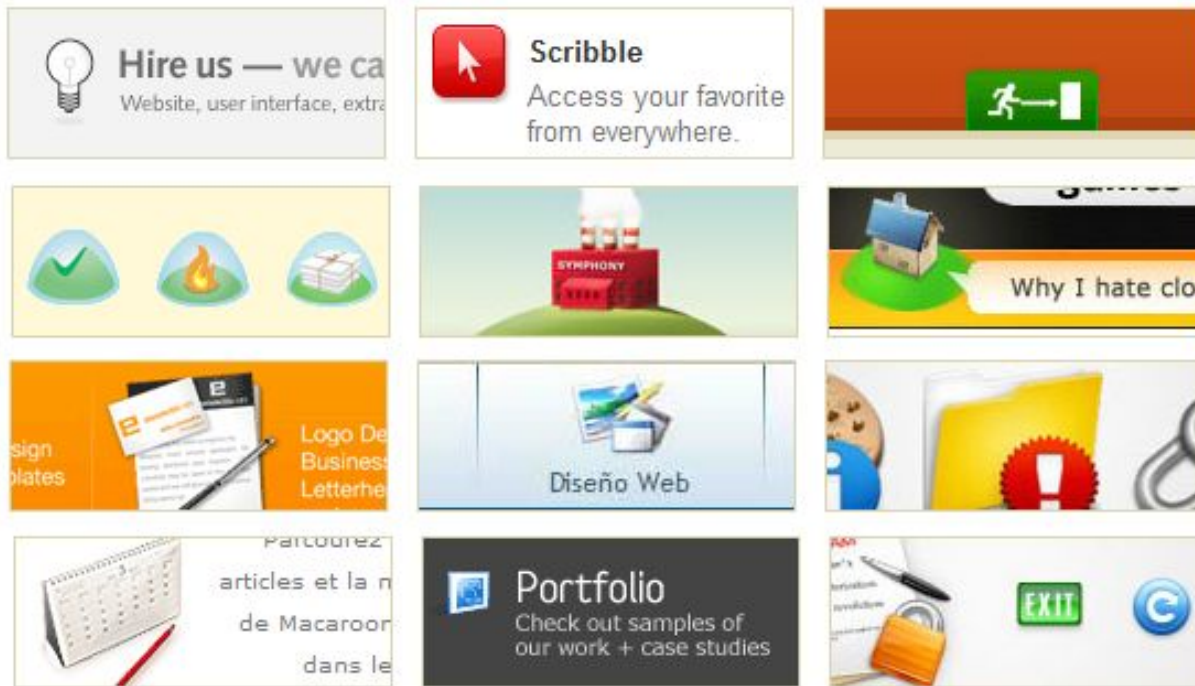 Hire us — we ca
Website, user interface, extra
Scribble
Access your favorite
from everywhere.
SYMPHONY
games
Why I hate clo
sign
plates
e
e
Logo De
Business
Letterhe
Diseño Web
Parcourez
articles et la m
de Macaroon
dans le
Portfolio
Check out samples of
our work + case studies
EXIT